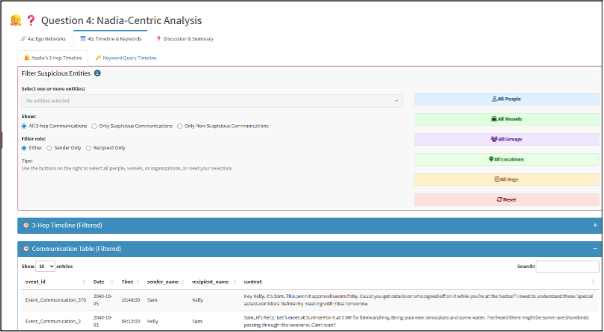 Question 4: Nadia-Centric Analysis
4a: Ego Networks
4b: Timeline & Keywords
Discussion & Summary
Nadia's 3-hop Timeline
Keyword Query Timeline
Filter Suspicious Entities
Select one or more entities:
No entities selected
Show:
All 3-hop Communications
Only Suspicious Communications
Only Non-Suspicious Communications
Filter role:
Either
Sender Only
Recipient Only
Tips:
Use the buttons on the right to select all people, vessels, or organizations, or reset your selection.
All People
All Vessels
All Groups
All Locations
All Orgs
Reset
3-Hop Timeline (Filtered)
Communication Table (Filtered)
Show 10 entries
Search:
event_id Date Time sender_name recipient_name content
Event_Communication_370 2040-10-05 Sam Kelly Hey Kelly, it's Sam. This permit approval seems fishy. Could you get details on who signed off on it while you're at the harbor? I need to understand these 'special access corridors' before my meeting with Elise tomorrow.
Event_Communication_3 2040-10-01 08:13:00 Kelly Sam, it's Kelly. Let's meet at Sunrise Point at 7 AM for birdwatching. Bring your new binoculars and some water. I've heard there might be some rare shorebirds passing through this weekend. Can't wait!